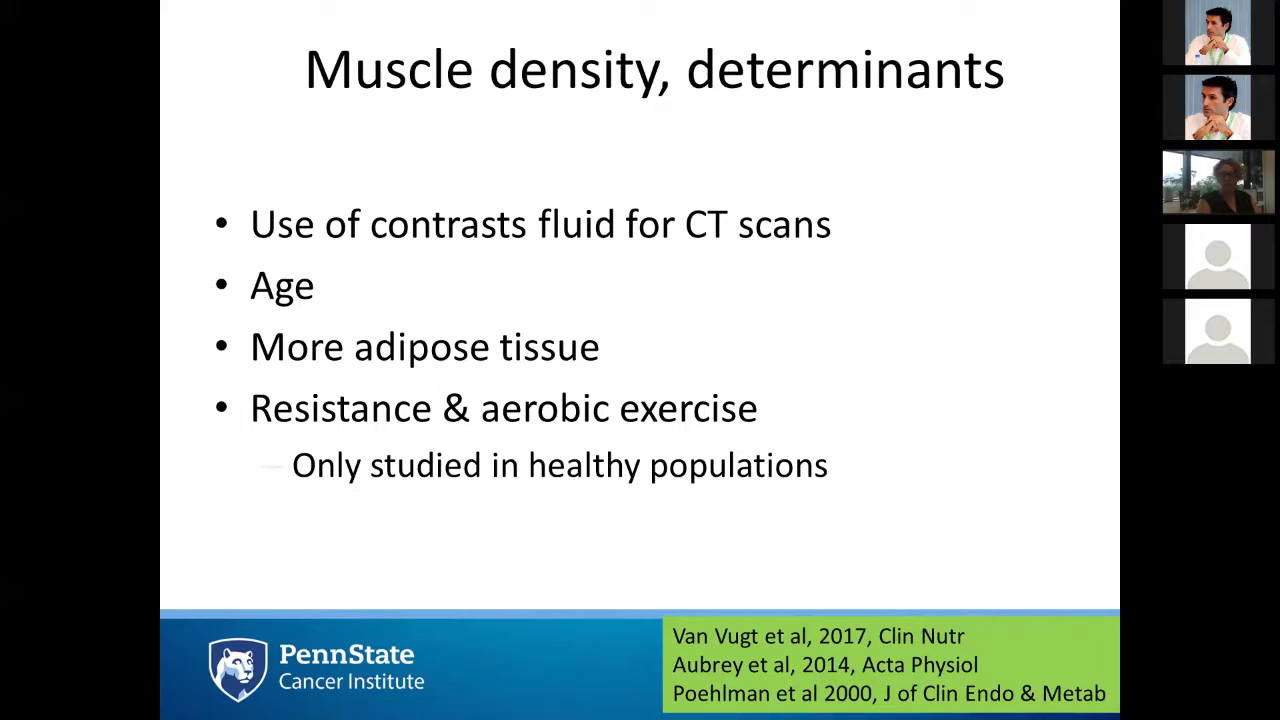 Muscle density, determinants
• Use of contrasts fluid for CT scans
• Age
• More adipose tissue
• Resistance & aerobic exercise
– Only studied in healthy populations
PennState
Cancer Institute
Van Vugt et al, 2017, Clin Nutr
Aubrey et al, 2014, Acta Physiol
Poehlman et al 2000, J of Clin Endo & Metab